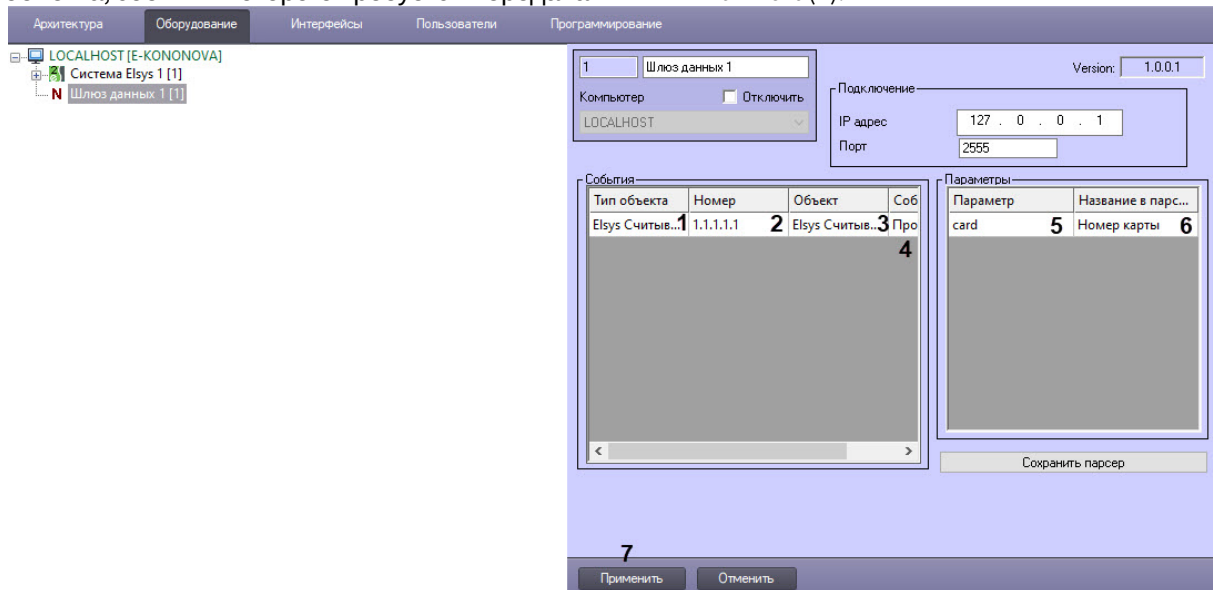 Архитектура Оборудование Интерфейсы Пользователи Программирование
LOCALHOST [E-KONONOVA]
Система Elsys 1 [1]
N Шлюз данных 1 [1]
1 Шлюз данных 1
Version: 1.0.0.1
Компьютер Отключить
LOCALHOST
Подключение
IP адрес 127 . 0 . 0 . 1
Порт 2555
События
Тип объекта Номер Объект Соб
Elsys Считыв...1 1.1.1.1.1 2 Elsys Считыв..3 Про
4
Параметры
Параметр Название в парс...
card 5 Номер карты 6
Сохранить парсер
7
Применить Отменить